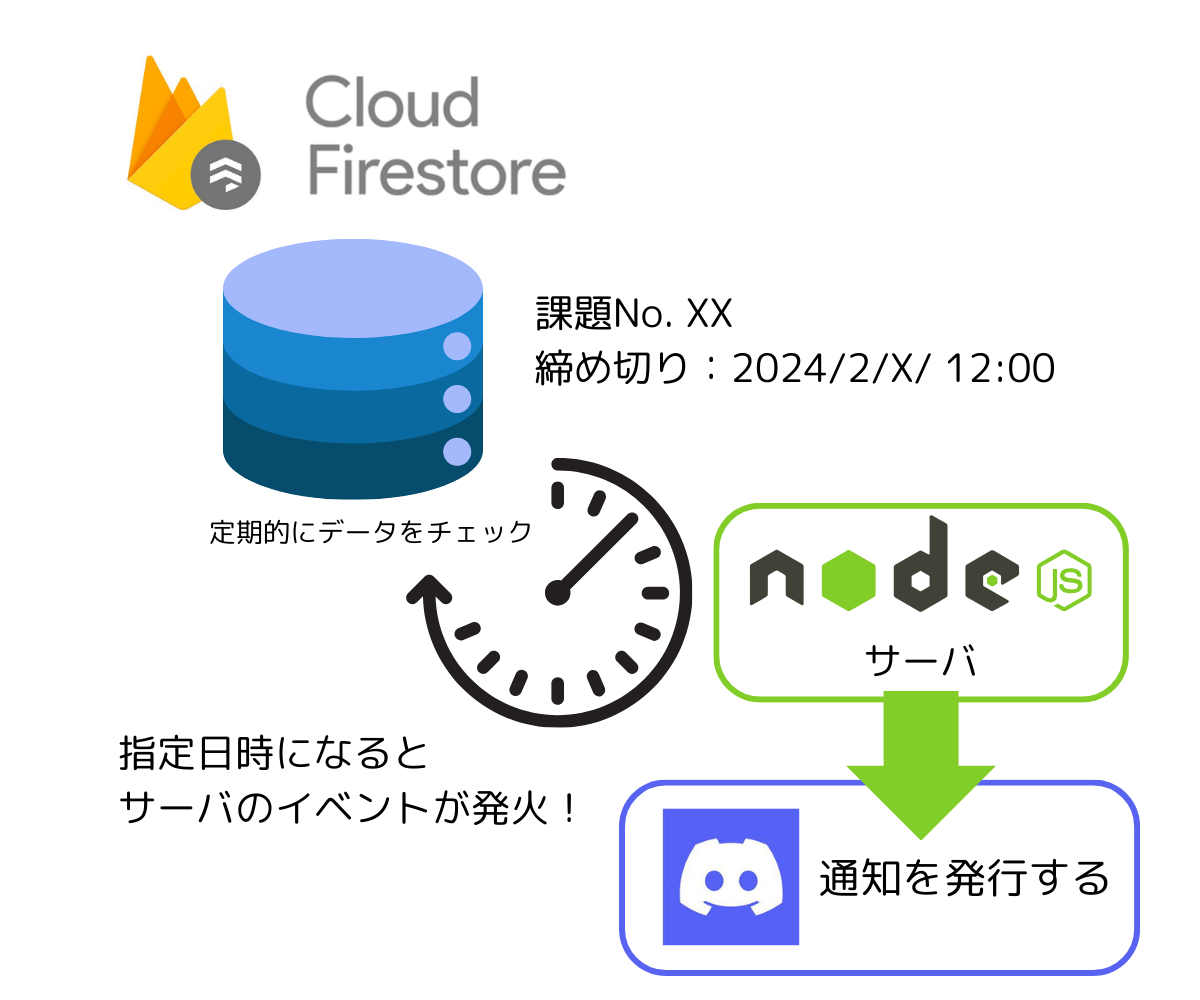 Cloud
Firestore
課題No. XX
締め切り：2024/2/X/ 12:00
定期的にデータをチェック
node
JS
サーバ
指定日時になると
サーバのイベントが発火！
通知を発行する